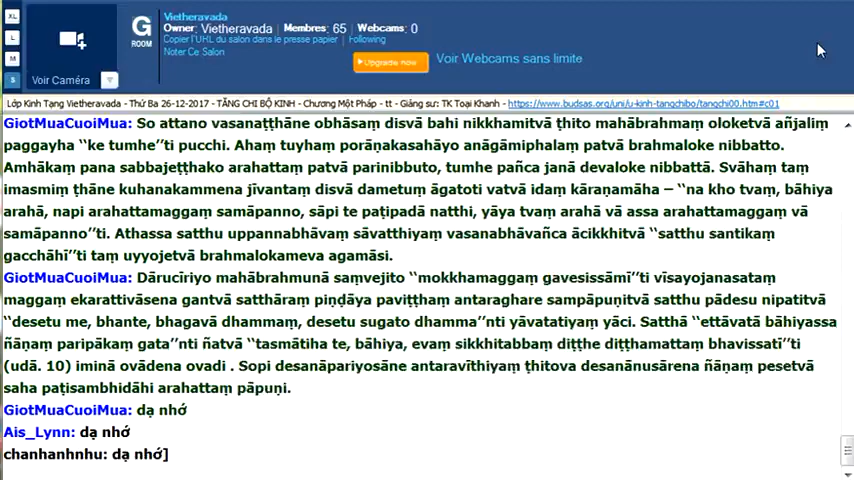 XL
L
M
S
Voir Caméra
G
ROOM
Vietheravada
Owner: Vietheravada Membres: 65 Webcams: 0
Copier l'URL du salon dans le presse papier | Following
Noter Ce Salon
Upgrade now
Voir Webcams sans limite
Lớp Kinh Tạng Vietheravada - Thứ Ba 26-12-2017 - TĂNG CHI BỘ KINH - Chương Một Pháp - tt - Giảng sư: TK Toại Khanh - https://www.budsas.org/uni/u-kinh-tangchibo/tangchi00.htm#c01
GiotMuaCuoiMua: So attano vasanaṭṭhāne obhāsaṃ disvā bahi nikkhamitvā ṭhito mahābrahmaṃ oloketvā añjaliṃ
paggayha ‘‘ke tumhe’’ti pucchi. Ahaṃ tuyhaṃ porāṇakasahāyo anāgāmiphalaṃ patvā brahmaloke nibbatto.
Amhākaṃ pana sabbajeṭṭhako arahattaṃ patvā parinibbuto, tumhe pañca janā devaloke nibbattā. Svāhaṃ taṃ
imasmiṃ ṭhāne kuhanakammena jīvantaṃ disvā dametuṃ āgatoti vatvā idaṃ kāraṇamāha – ‘‘na kho tvaṃ, bāhiya
arahā, napi arahattamaggaṃ samāpanno, sāpi te paṭipadā natthi, yāya tvaṃ arahā vā assa arahattamaggaṃ vā
samāpanno’’ti. Athassa satthu uppannabhāvaṃ sāvatthiyaṃ vasanabhāvañca ācikkhitvā ‘‘satthu santikaṃ
gacchāhī’’ti taṃ uyyojetvā brahmalokameva agamāsi.
GiotMuaCuoiMua: Dārucīriyo mahābrahmunā saṃvejito ‘‘mokkhamaggaṃ gavesissāmī’’ti vīsayojanasataṃ
maggaṃ ekarattivāsena gantvā satthāraṃ piṇḍāya paviṭṭhaṃ antaraghare sampāpuṇitvā satthu pādesu nipatitvā
‘‘desetu me, bhante, bhagavā dhammaṃ, desetu sugato dhamma’’nti yāvatatiyaṃ yāci. Satthā ‘‘ettāvatā bāhiyassa
ñāṇaṃ paripākaṃ gata’’nti ñatvā ‘‘tasmātiha te, bāhiya, evaṃ sikkhitabbaṃ diṭṭhe diṭṭhamattaṃ bhavissatī’’ti
(udā. 10) iminā ovādena ovadi . Sopi desanāpariyosāne antaravīthiyaṃ ṭhitova desanānusārena ñāṇaṃ pesetvā
saha paṭisambhidāhi arahattaṃ pāpuṇi.
GiotMuaCuoiMua: dạ nhớ
Ais_Lynn: dạ nhớ
chanhanhnhu: dạ nhớ]